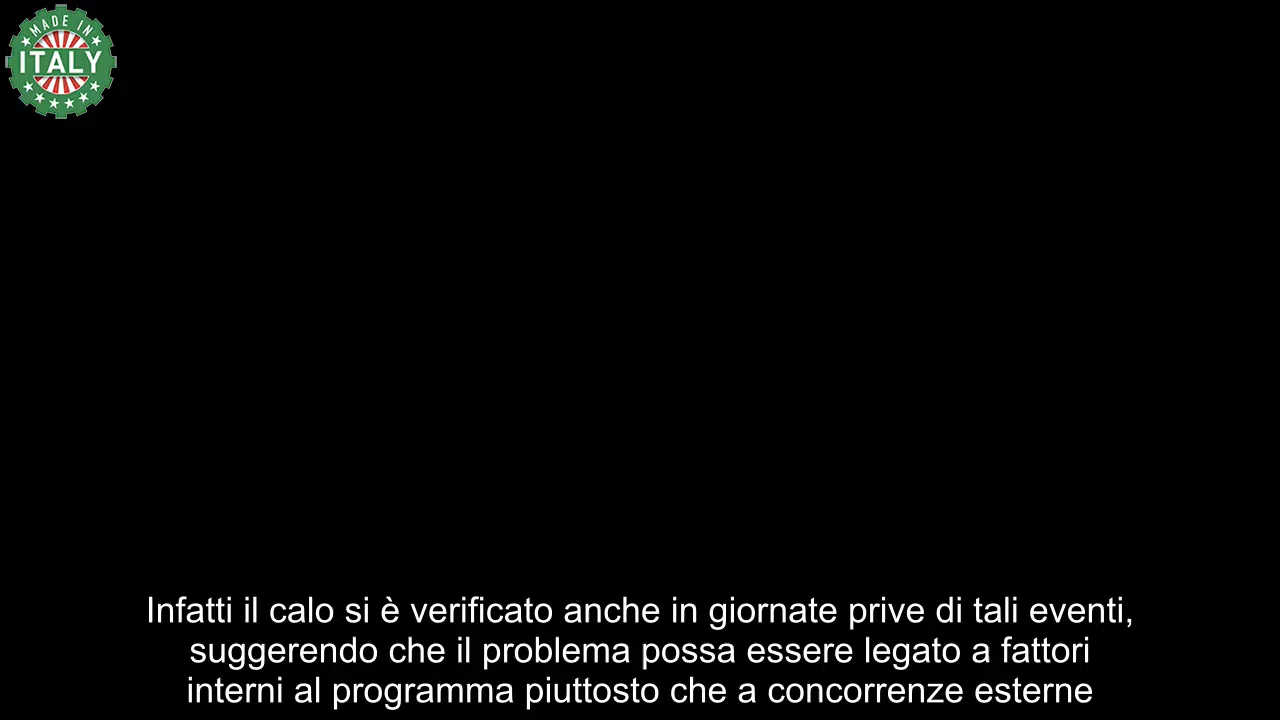 MADE IN
ITALY
Infatti il calo si è verificato anche in giornate prive di tali eventi,
suggerendo che il problema possa essere legato a fattori
interni al programma piuttosto che a concorrenze esterne